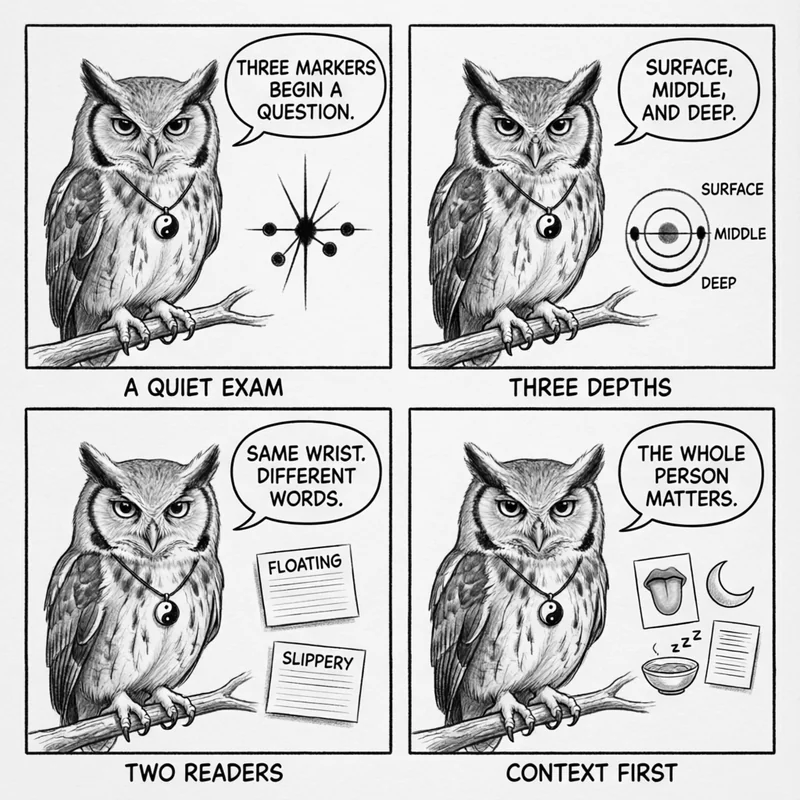 THREE MARKERS
BEGIN A
QUESTION.
A QUIET EXAM
SURFACE,
MIDDLE,
AND DEEP.
SURFACE
MIDDLE
DEEP
THREE DEPTHS
SAME WRIST.
DIFFERENT
WORDS.
FLOATING
SLIPPERY
TWO READERS
THE WHOLE
PERSON
MATTERS.
zzz
CONTEXT FIRST